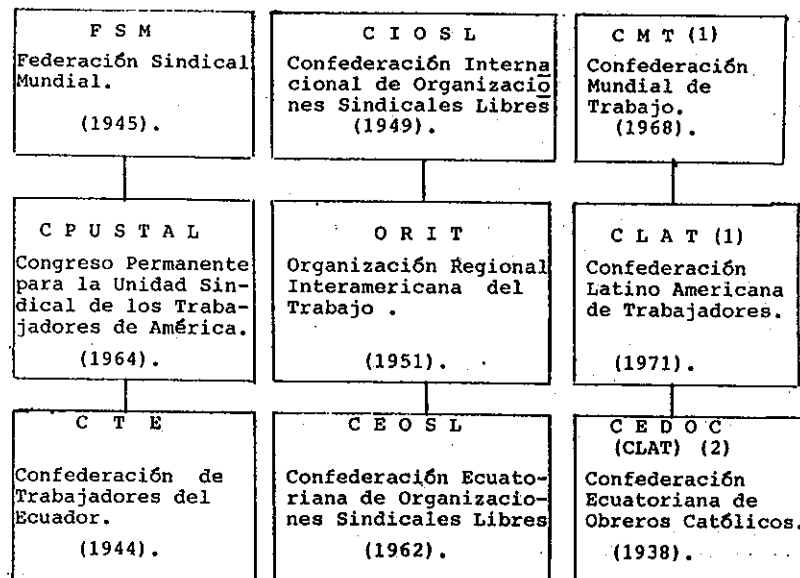 F S M
Federación Sindical
Mundial.
(1945).
C I O S L
Confederación Interna
cional de Organizacio
nes Sindicales Libres
(1949).
C M T (1)
Confederación
Mundial de
Trabajo.
(1968).
C P U S T A L
Congreso Permanente
para la Unidad Sin-
dical de los Traba-
jadores de América.
(1964).
O R I T
Organización Regional
Interamericana del
Trabajo .
(1951).
C L A T (1)
Confederación
Latino Americana
de Trabajadores.
(1971).
C T E
Confederación de
Trabajadores del
Ecuador.
(1944).
C E O S L
Confederación Ecuato-
riana de Organizacio-
nes Sindicales Libres
(1962).
C E D O C
(CLAT) (2)
Confederación
Ecuatoriana de
Obreros Católicos.
(1938).